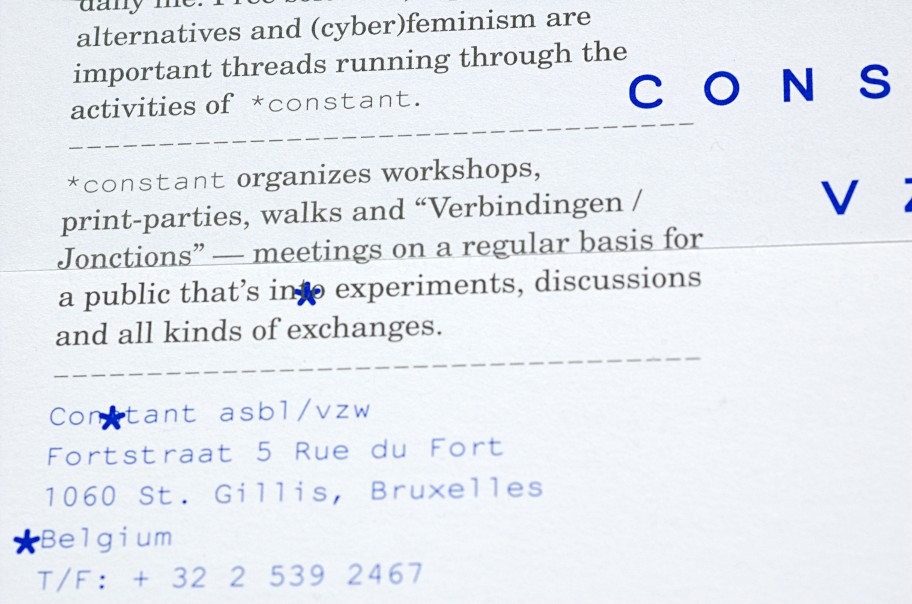 alternatives and (cyber)feminism are
important threads running through the
activities of *constant.
CONS
*constant organizes workshops,
print-parties, walks and “Verbindingen /
Jonctions” — meetings on a regular basis for
a public that’s into experiments, discussions
and all kinds of exchanges.
V
Constant asbl/vzw
Fortstraat 5 Rue du Fort
1060 St. Gillis, Bruxelles
*Belgium
T/F: + 32 2 539 2467